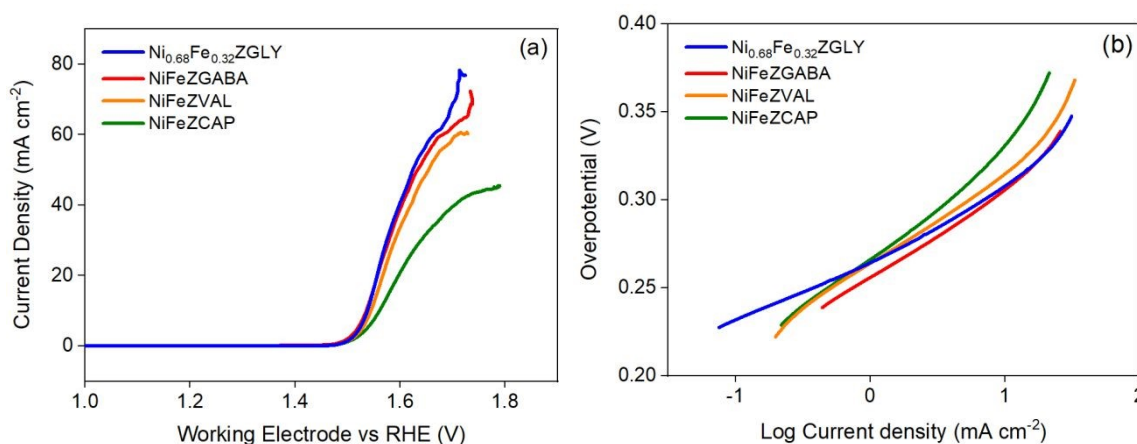 (a)
Ni0.68Fe0.32ZGLY
NiFeZGABA
NiFeZVAL
NiFeZCAP
80
60
40
20
0
Current Density (mA cm-2)
1.0 1.2 1.4 1.6 1.8
Working Electrode vs RHE (V)
(b)
Ni0.68Fe0.32ZGLY
NiFeZGABA
NiFeZVAL
NiFeZCAP
0.40
0.35
0.30
0.25
0.20
Overpotential (V)
-1 0 1 2
Log Current density (mA cm-2)